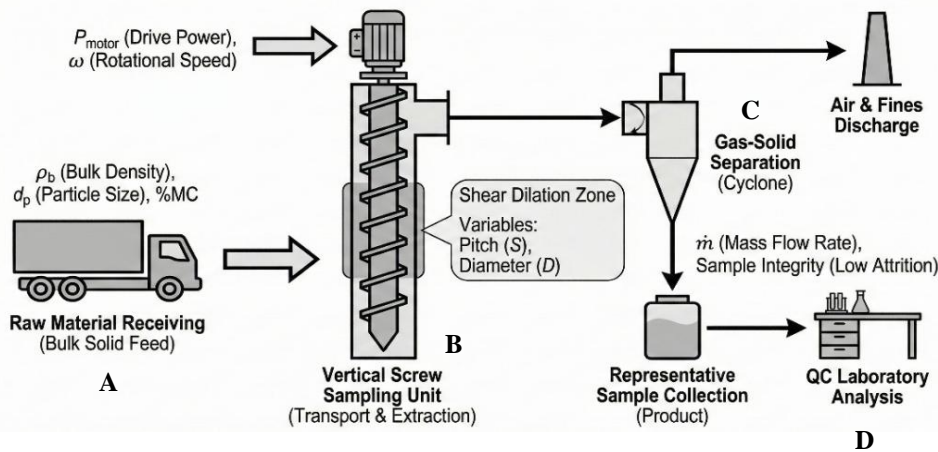 P_motor (Drive Power),
ω (Rotational Speed)
ρ_b (Bulk Density),
d_p (Particle Size), %MC
Raw Material Receiving
(Bulk Solid Feed)
A
Shear Dilation Zone
Variables:
Pitch (S),
Diameter (D)
B
Vertical Screw
Sampling Unit
(Transport & Extraction)
C
Gas-Solid
Separation
(Cyclone)
Air & Fines
Discharge
ṁ (Mass Flow Rate),
Sample Integrity (Low Attrition)
Representative
Sample Collection
(Product)
QC Laboratory
Analysis
D